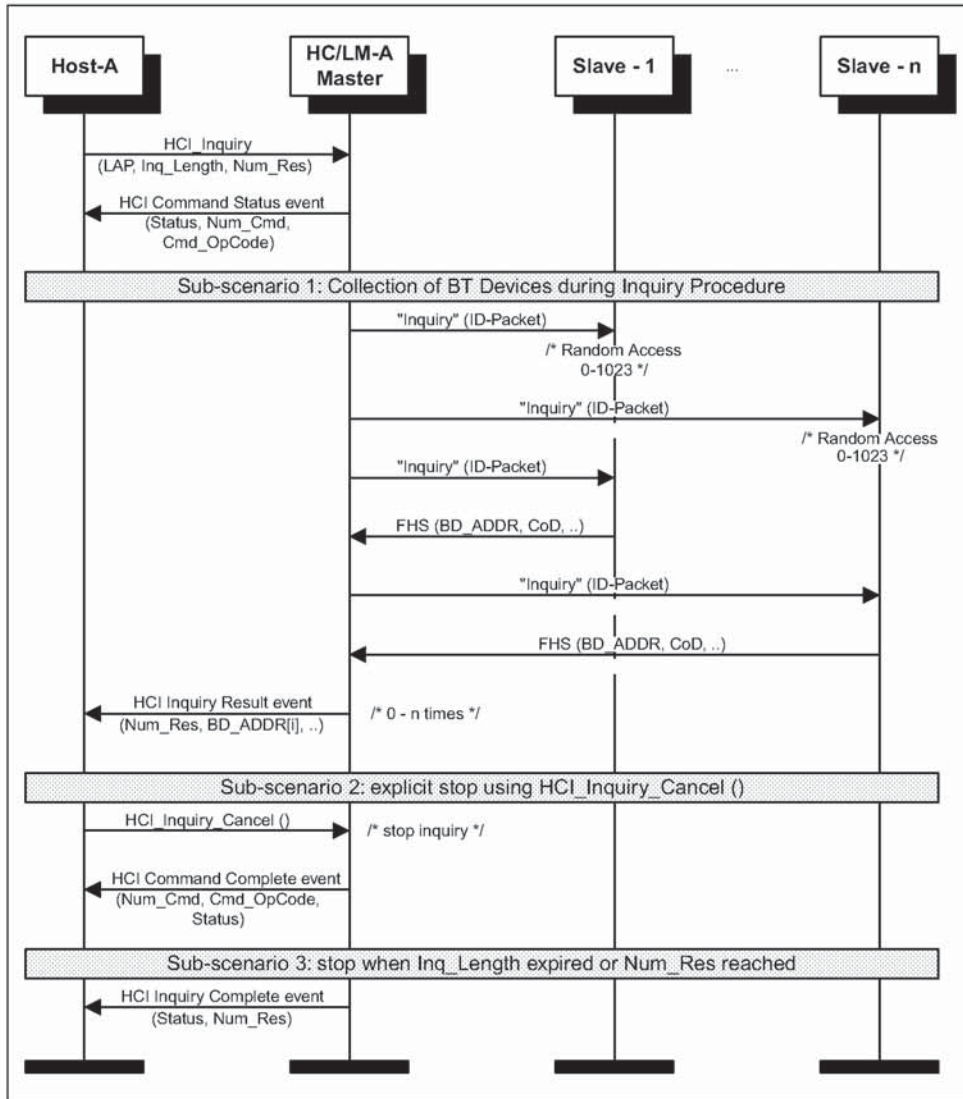 Host-A
HC/LM-A
Master
Slave - 1
...
Slave - n
HCI_Inquiry
(LAP, Inq_Length, Num_Res)
HCI Command Status event
(Status, Num_Cmd,
Cmd_OpCode)
Sub-scenario 1: Collection of BT Devices during Inquiry Procedure
"Inquiry" (ID-Packet)
/* Random Access
0-1023 */
"Inquiry" (ID-Packet)
/* Random Access
0-1023 */
"Inquiry" (ID-Packet)
FHS (BD_ADDR, CoD, ..)
"Inquiry" (ID-Packet)
FHS (BD_ADDR, CoD, ..)
HCI Inquiry Result event
(Num_Res, BD_ADDR[i], ..)
/* 0 - n times */
Sub-scenario 2: explicit stop using HCI_Inquiry_Cancel ()
HCI_Inquiry_Cancel ()
/* stop inquiry */
HCI Command Complete event
(Num_Cmd, Cmd_OpCode,
Status)
Sub-scenario 3: stop when Inq_Length expired or Num_Res reached
HCI Inquiry Complete event
(Status, Num_Res)